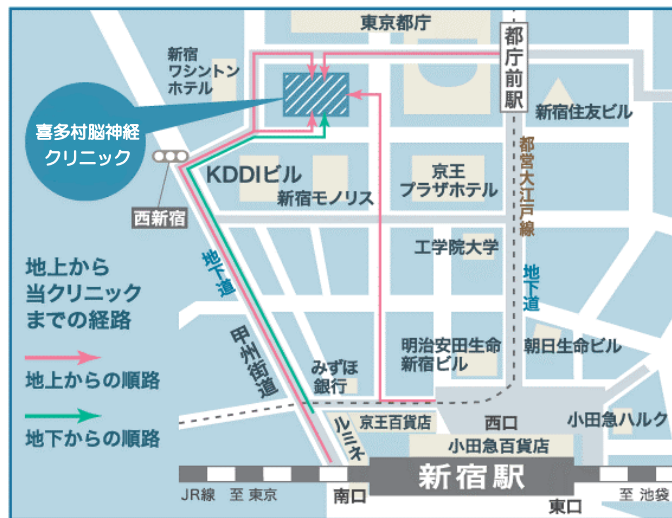 東京都庁
新宿
ワシントン
ホテル
都庁前駅
新宿住友ビル
喜多村脳神経
クリニック
KDDIビル
新宿モノリス
京王
プラザホテル
都営大江戸線
西新宿
工学院大学
地下道
地下道
地上から
当クリニック
までの経路
甲州街道
地上からの順路
地下からの順路
みずほ
銀行
明治安田生命
新宿ビル
朝日生命ビル
ルミネ
京王百貨店
西口
小田急ハルク
小田急百貨店
新宿駅
JR線 至 東京
南口
東口
至 池袋